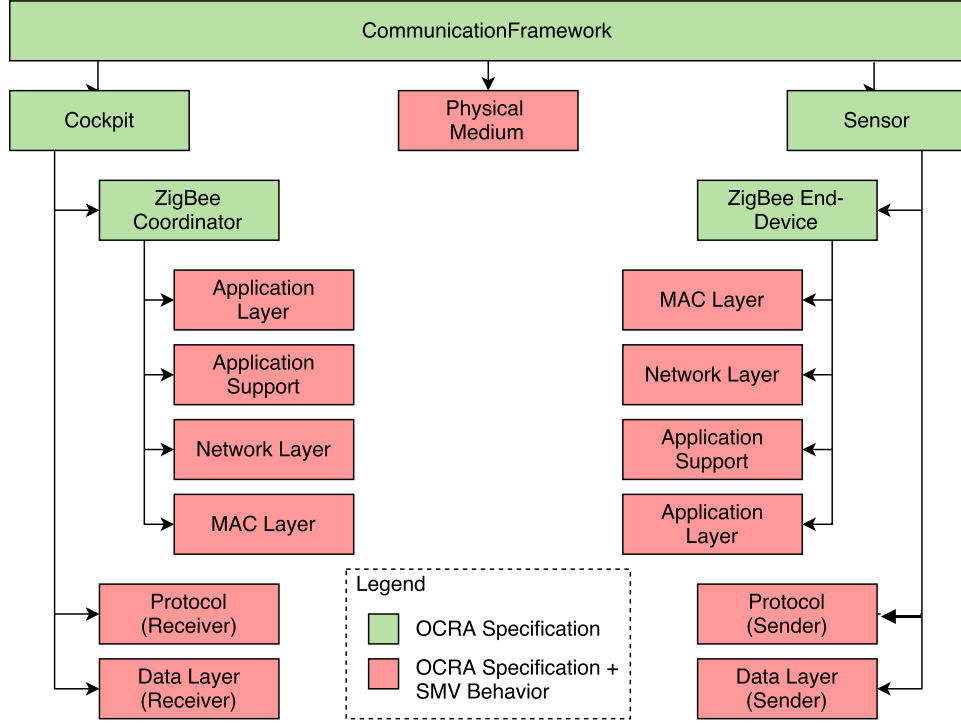 CommunicationFramework
Cockpit
Physical
Medium
Sensor
ZigBee
Coordinator
ZigBee End-
Device
Application
Layer
MAC Layer
Application
Support
Network Layer
Network Layer
Application
Support
MAC Layer
Application
Layer
Protocol
(Receiver)
Legend
OCRA Specification
OCRA Specification +
SMV Behavior
Protocol
(Sender)
Data Layer
(Receiver)
Data Layer
(Sender)